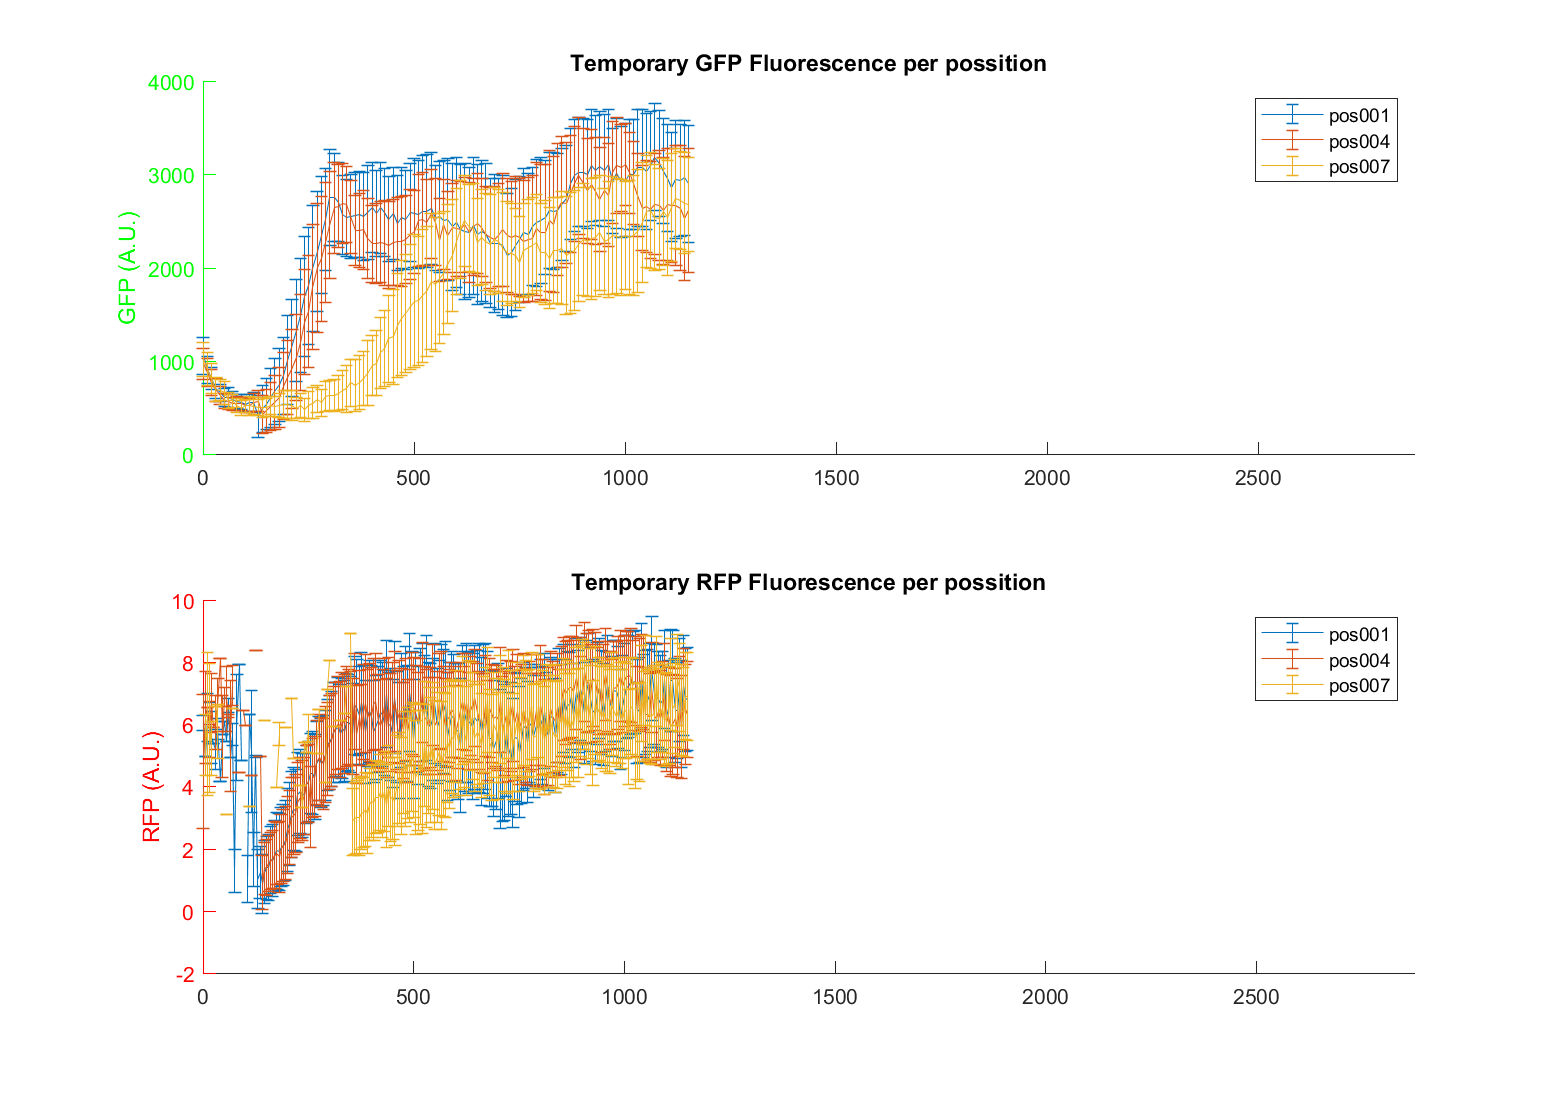 Temporary GFP Fluorescence per possition
4000
3000
2000
1000
0
GFP (A.U.)
0 500 1000 1500 2000 2500
pos001
pos004
pos007
Temporary RFP Fluorescence per possition
10
8
6
4
2
0
-2
RFP (A.U.)
0 500 1000 1500 2000 2500
pos001
pos004
pos007